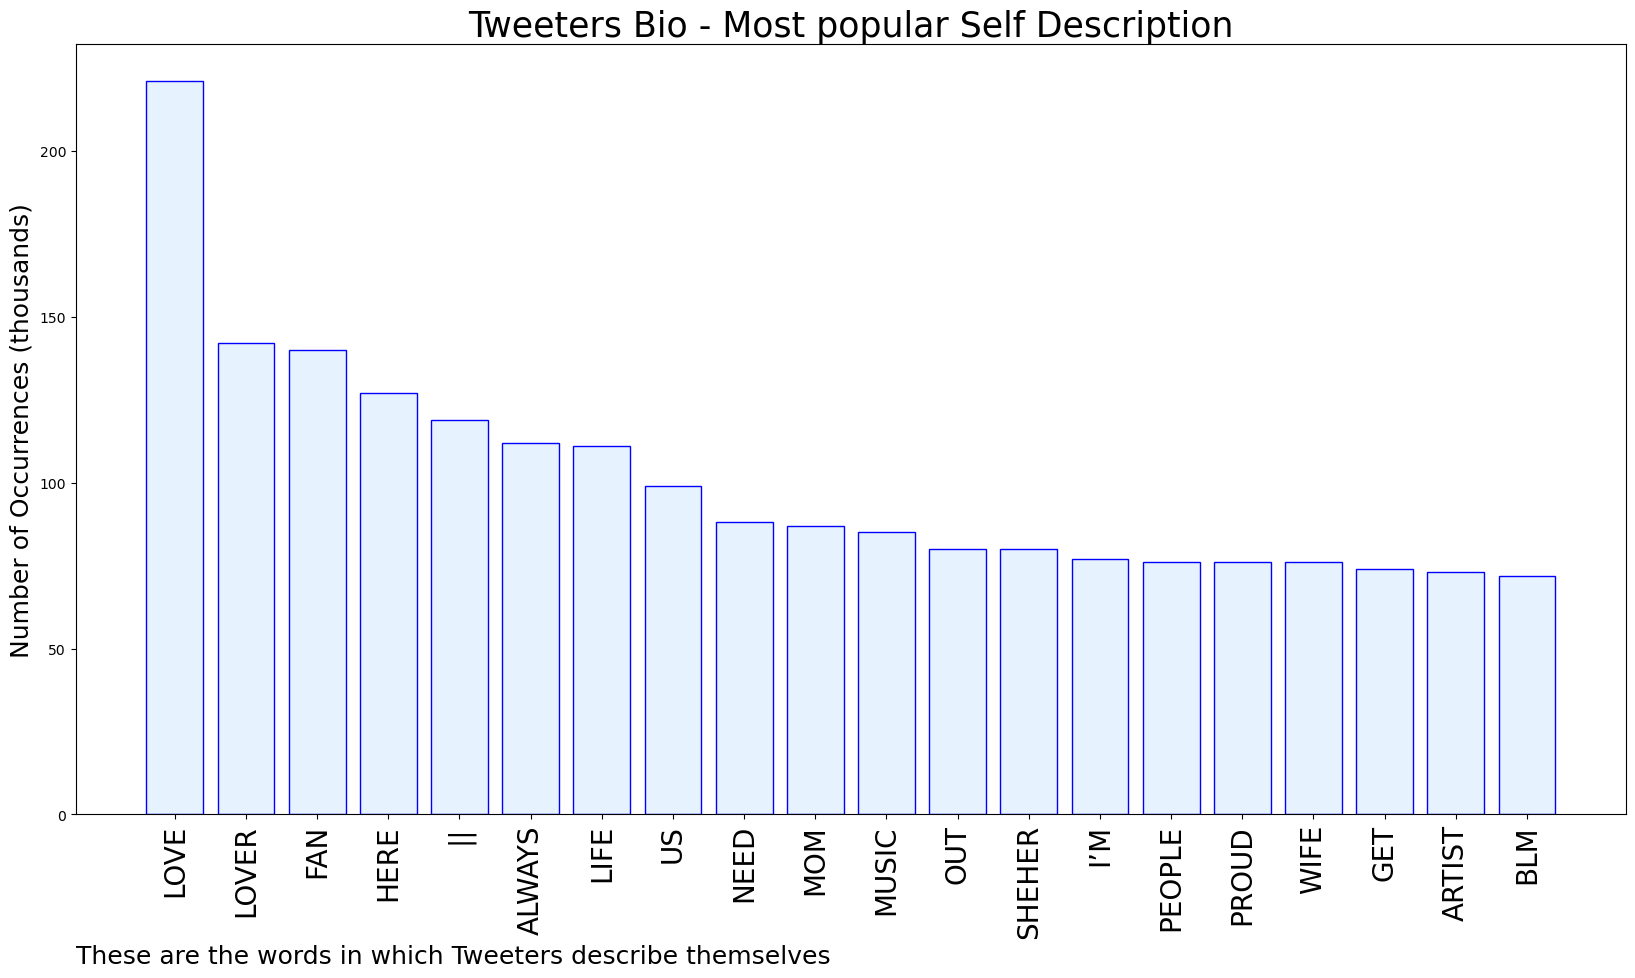 Tweeters Bio - Most popular Self Description
Number of Occurrences (thousands)
200
150
100
50
0
LOVE
LOVER
FAN
HERE
||
ALWAYS
LIFE
US
NEED
MOM
MUSIC
OUT
SHEHER
I’M
PEOPLE
PROUD
WIFE
GET
ARTIST
BLM
These are the words in which Tweeters describe themselves